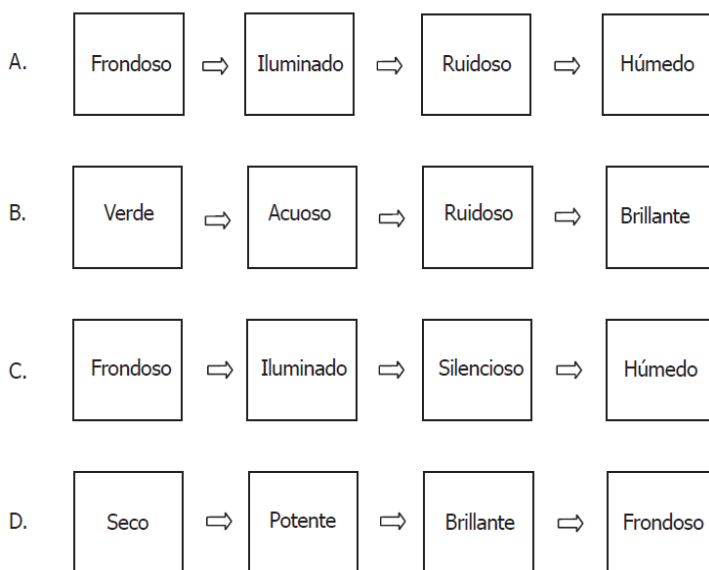 A. Frondoso ⇨ Iluminado ⇨ Ruidoso ⇨ Húmedo
B. Verde ⇨ Acuoso ⇨ Ruidoso ⇨ Brillante
C. Frondoso ⇨ Iluminado ⇨ Silencioso ⇨ Húmedo
D. Seco ⇨ Potente ⇨ Brillante ⇨ Frondoso